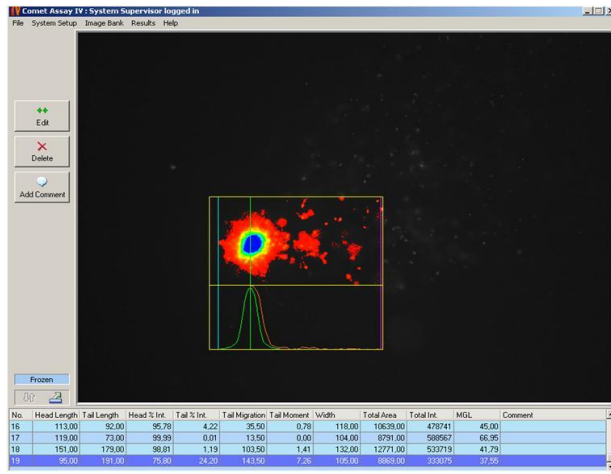 Comet Assay IV : System Supervisor logged in
File System Setup Image Bank Results Help
Edit
Delete
Add Comment
Frozen
No. Head Length Tail Length Head % Int. Tail % Int. Tail Migration Tail Moment Width Total Area Total Int. MGL Comment
16 113,00 92,00 95,78 4,22 35,50 0,78 118,00 10639,00 478741 45,00
17 119,00 73,00 99,99 0,01 13,50 0,00 104,00 8791,00 588567 66,95
18 151,00 179,00 98,81 1,19 103,50 1,41 132,00 12771,00 533719 41,79
19 95,00 191,00 75,80 24,20 143,50 7,26 105,00 8869,00 333075 37,55